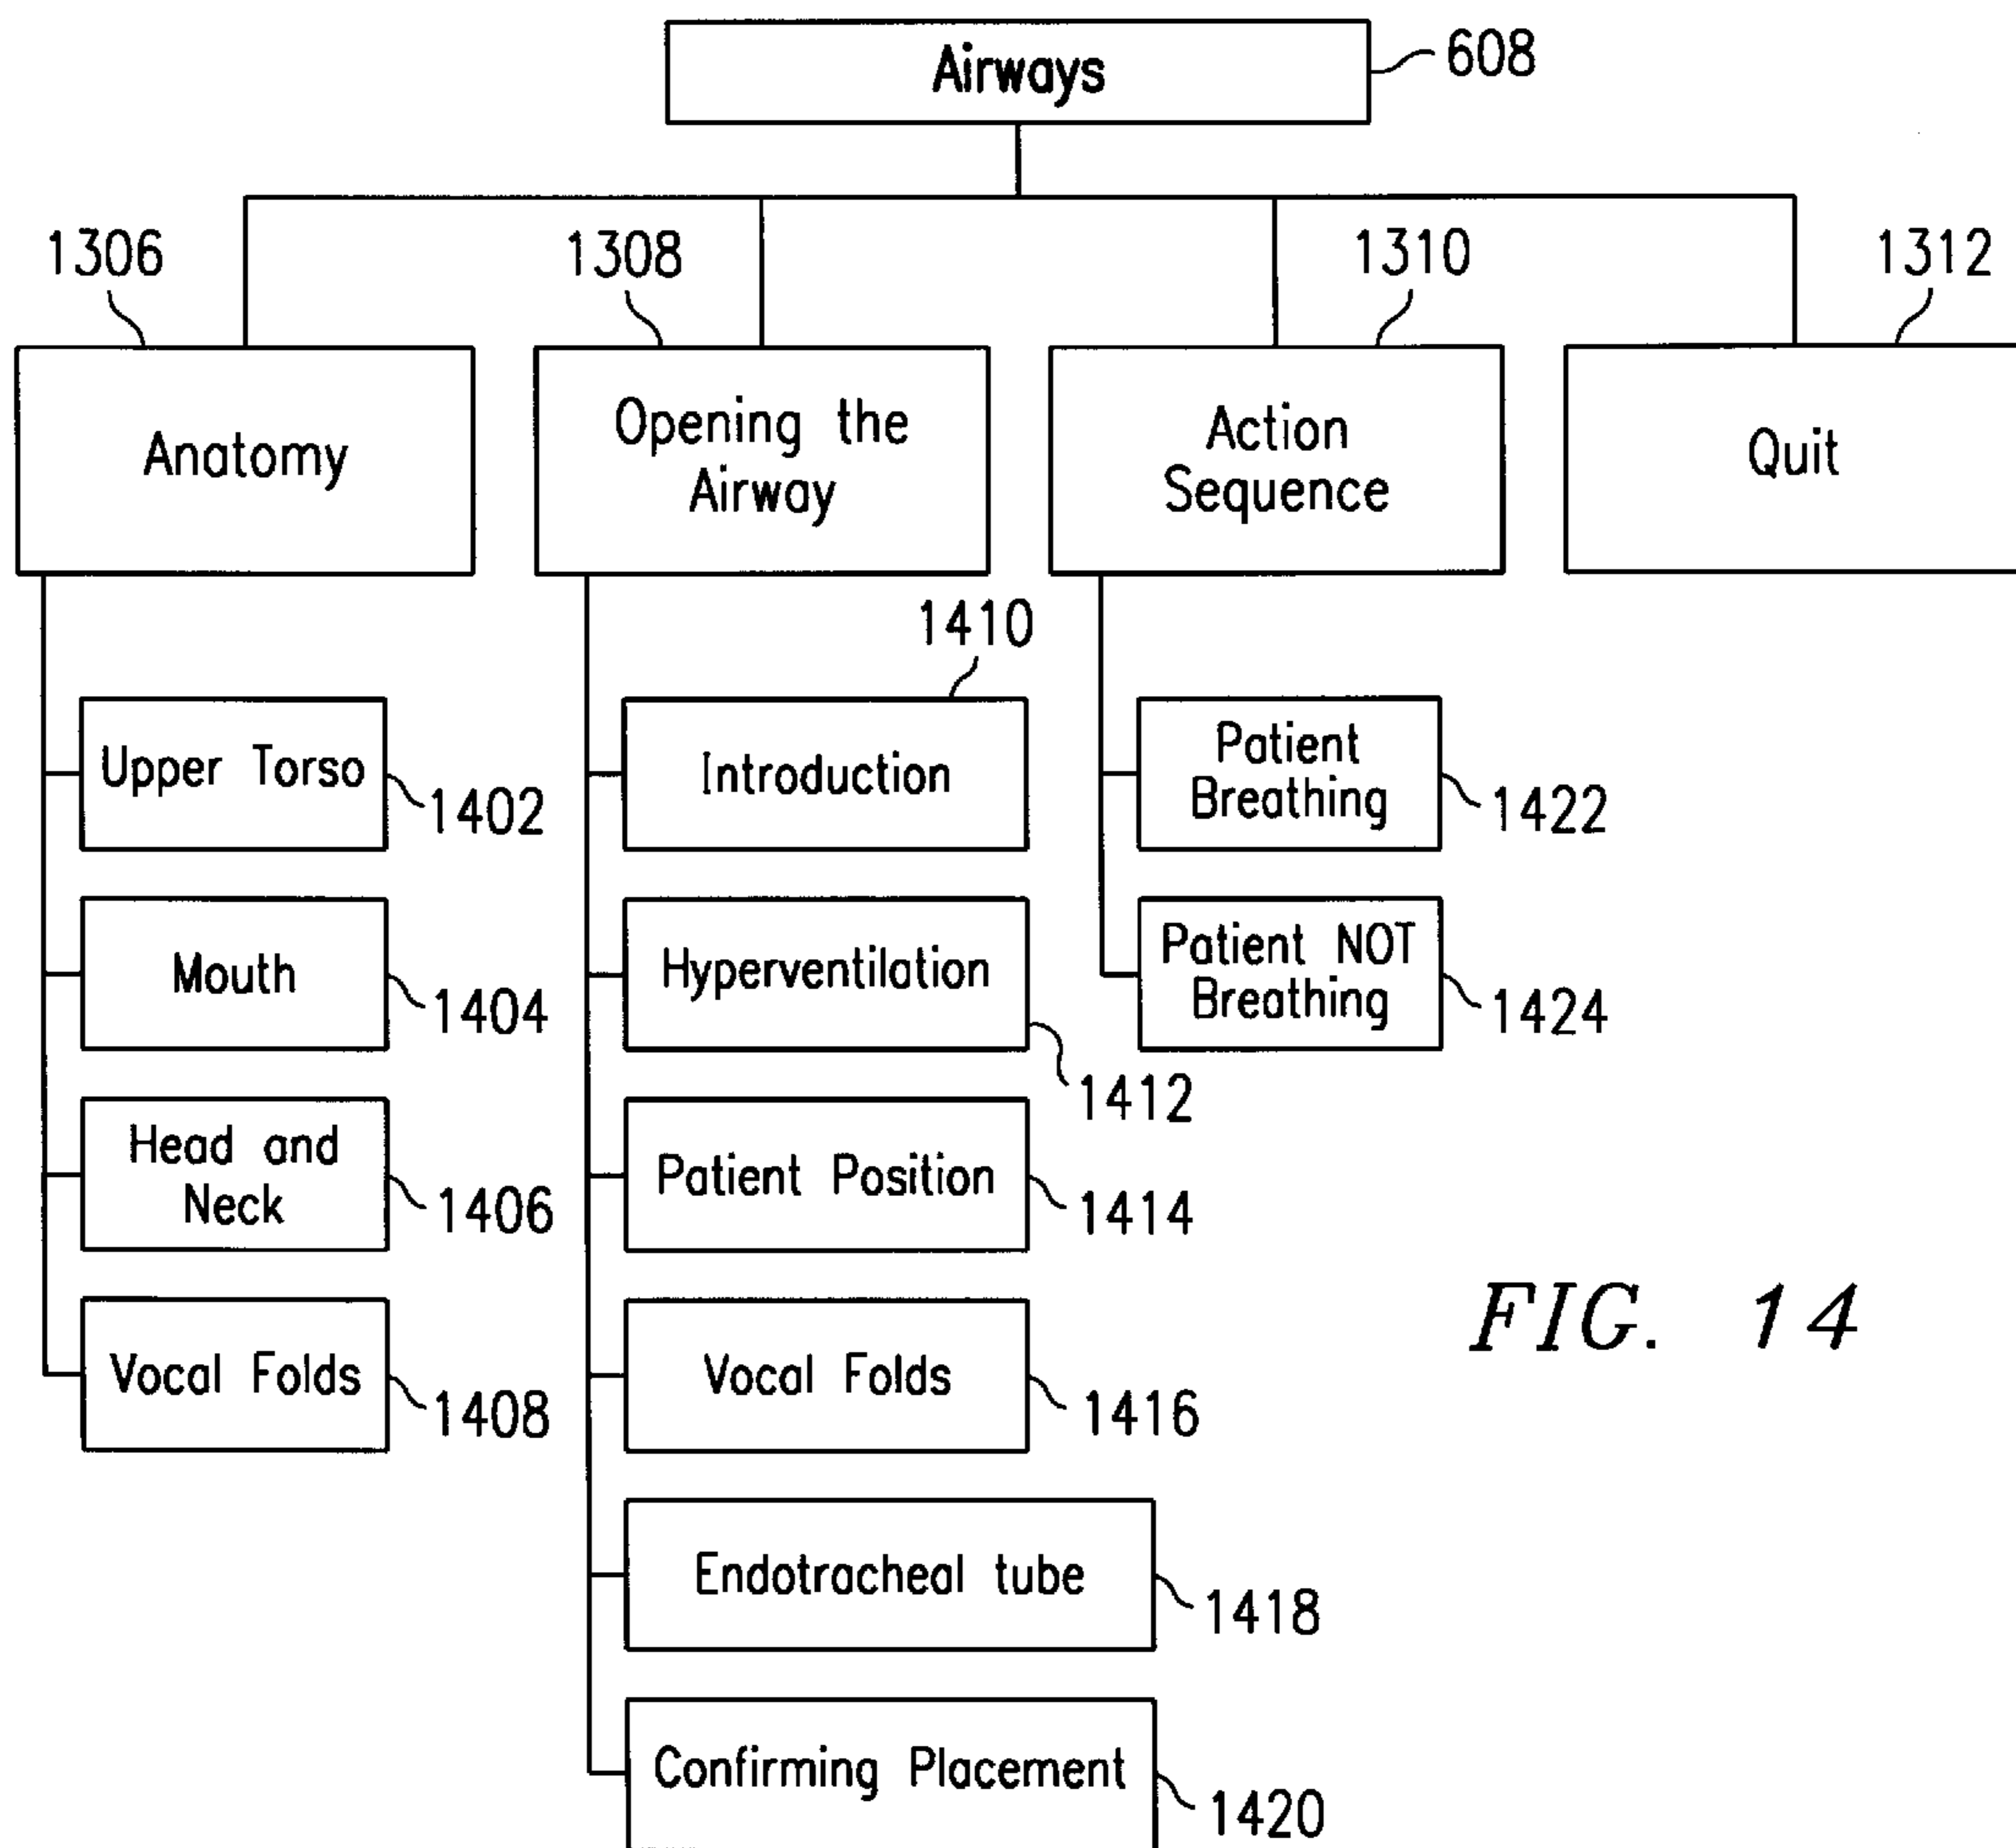 Airways
608
1306
1308
1310
1312
Anatomy
Opening the
Airway
Action
Sequence
Quit
1410
Upper Torso
1402
Introduction
Patient
Breathing
1422
Mouth
1404
Hyperventilation
1412
Patient NOT
Breathing
1424
Head and
Neck
1406
Patient Position
1414
Vocal Folds
1408
Vocal Folds
1416
FIG. 14
Endotracheal tube
1418
Confirming Placement
1420